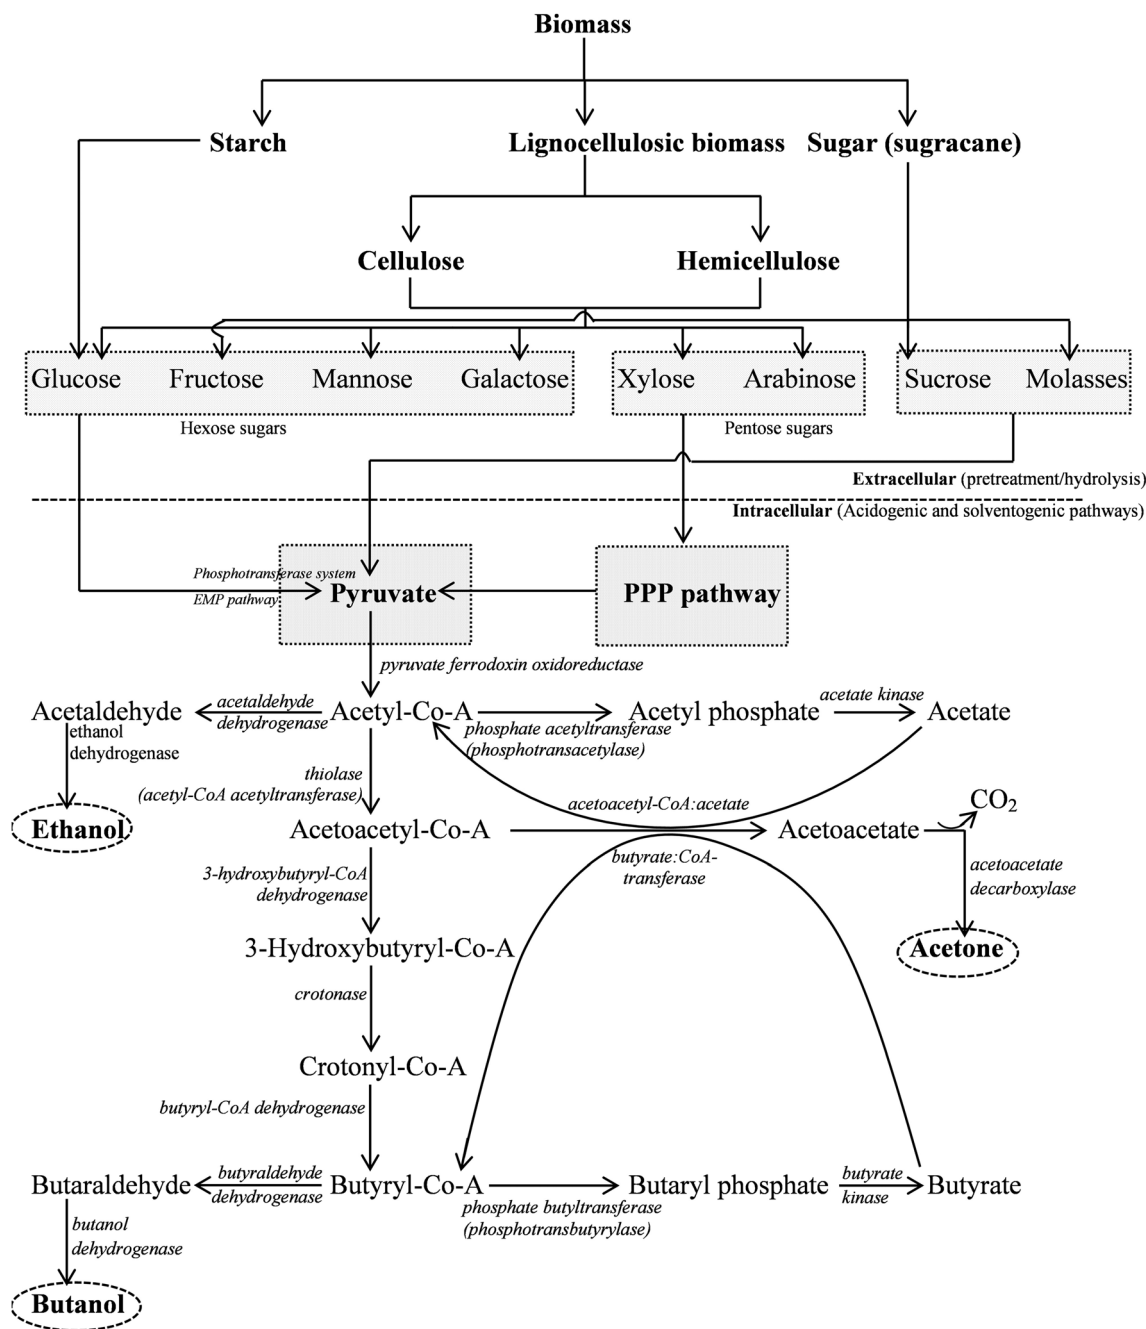 Biomass
Starch
Lignocellulosic biomass
Sugar (sugracane)
Cellulose
Hemicellulose
Glucose
Fructose
Mannose
Galactose
Xylose
Arabinose
Sucrose
Molasses
Hexose sugars
Pentose sugars
Extracellular (pretreatment/hydrolysis)
Intracellular (Acidogenic and solventogenic pathways)
Phosphotransferase system
EMP pathway
Pyruvate
PPP pathway
pyruvate ferrodoxin oxidoreductase
Acetaldehyde
acetaldehyde
dehydrogenase
Acetyl-Co-A
phosphate acetyltransferase
(phosphotransacetylase)
Acetyl phosphate
acetate kinase
Acetate
ethanol
dehydrogenase
Ethanol
thiolase
(acetyl-CoA acetyltransferase)
acetoacetyl-CoA:acetate
butyrate:CoA-
transferase
Acetoacetyl-Co-A
Acetoacetate
CO2
acetoacetate
decarboxylase
Acetone
3-hydroxybutyryl-CoA
dehydrogenase
3-Hydroxybutyryl-Co-A
crotonase
Crotonyl-Co-A
butyryl-CoA dehydrogenase
Butaraldehyde
butyraldehyde
dehydrogenase
Butyryl-Co-A
phosphate butyltransferase
(phosphotransbutyrylase)
Butaryl phosphate
butyrate
kinase
Butyrate
butanol
dehydrogenase
Butanol